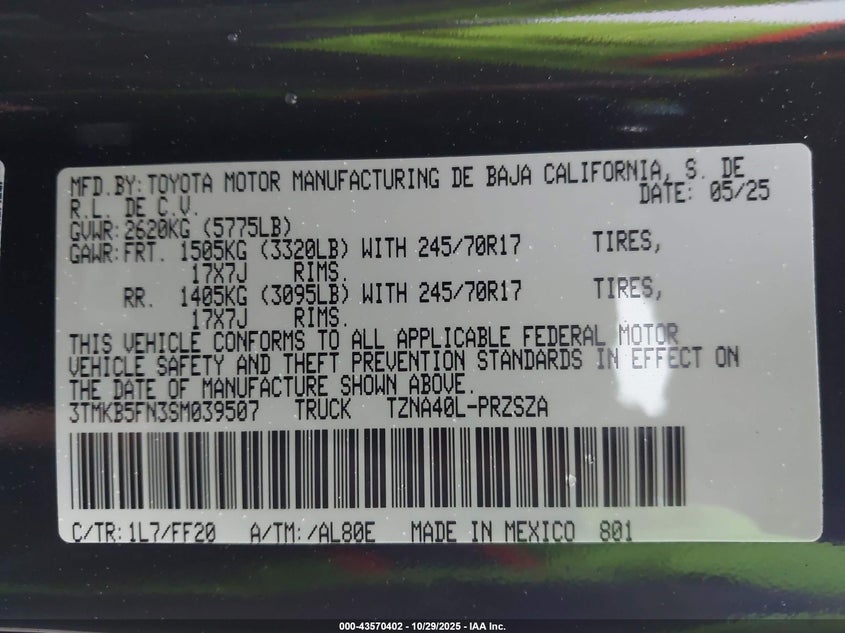 MFD.BY:TOYOTA MOTOR MANUFACTURING DE BAJA CALIFORNIA, S. DE
R.L. DE C.V. DATE: 05/25
GVWR:2620KG (5775LB)
GAWR:FRT. 1505KG (3320LB) WITH 245/70R17 TIRES,
17X7J RIMS.
RR. 1405KG (3095LB) WITH 245/70R17 TIRES,
17X7J RIMS.
THIS VEHICLE CONFORMS TO ALL APPLICABLE FEDERAL MOTOR
VEHICLE SAFETY AND THEFT PREVENTION STANDARDS IN EFFECT ON
THE DATE OF MANUFACTURE SHOWN ABOVE.
3TMKB5FN3SM039507 TRUCK TZNA40L-PRZSZA
C/TR:1L7/FF20 A/TM:/AL80E MADE IN MEXICO 801
000-43570402 - 10/29/2025 - IAA Inc.